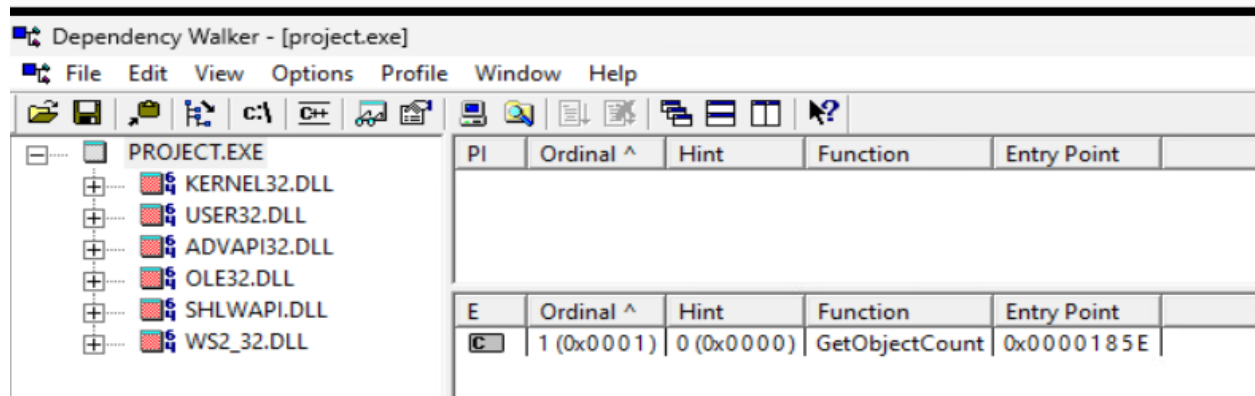 Dependency Walker - [project.exe]
File Edit View Options Profile Window Help
c:\ C++
PROJECT.EXE
KERNEL32.DLL
USER32.DLL
ADVAPI32.DLL
OLE32.DLL
SHLWAPI.DLL
WS2_32.DLL
PI Ordinal ^ Hint Function Entry Point
E Ordinal ^ Hint Function Entry Point
C 1 (0x0001) 0 (0x0000) GetObjectCount 0x0000185E